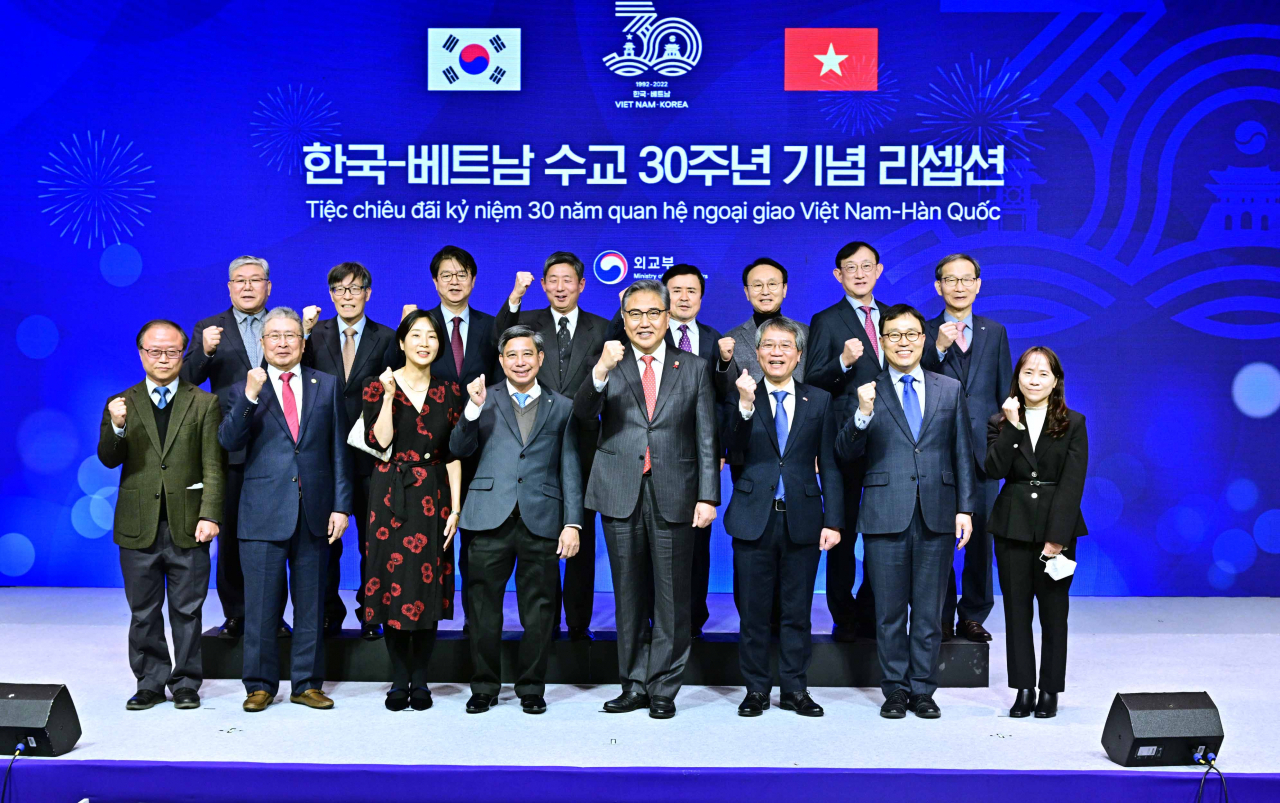 30
1992-2022
한국-베트남
VIET NAM-KOREA
한국-베트남 수교 30주년 기념 리셉션
Tiệc chiêu đãi kỷ niệm 30 năm quan hệ ngoại giao Việt Nam-Hàn Quốc
외교부
Ministry of